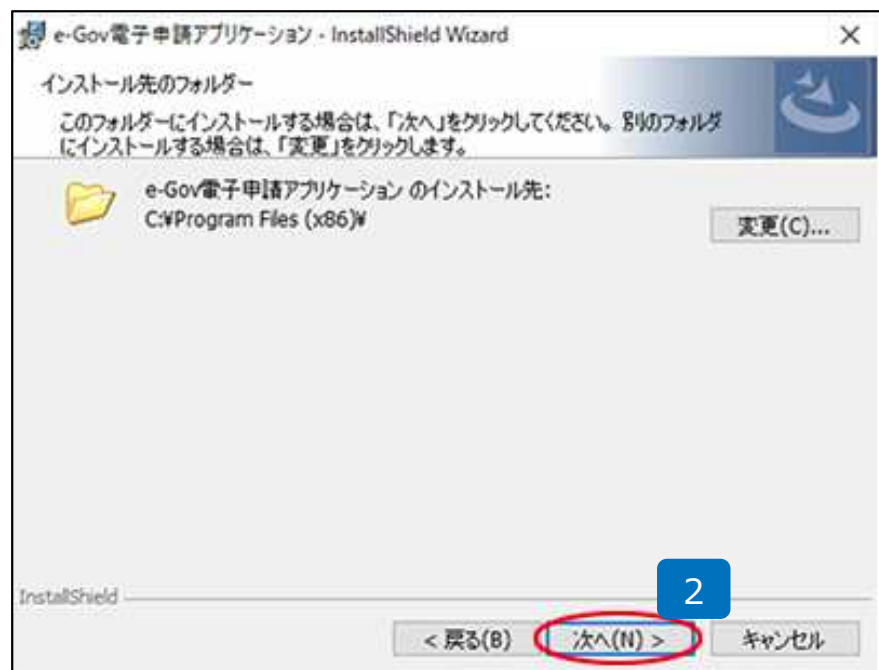 e-Gov電子申請アプリケーション - InstallShield Wizard
インストール先のフォルダー
このフォルダーにインストールする場合は、「次へ」をクリックしてください。別のフォルダ
にインストールする場合は、「変更」をクリックします。
e-Gov電子申請アプリケーション のインストール先:
C:¥Program Files (x86)¥
変更(C)...
2
InstallShield
< 戻る(B)
次へ(N) >
キャンセル